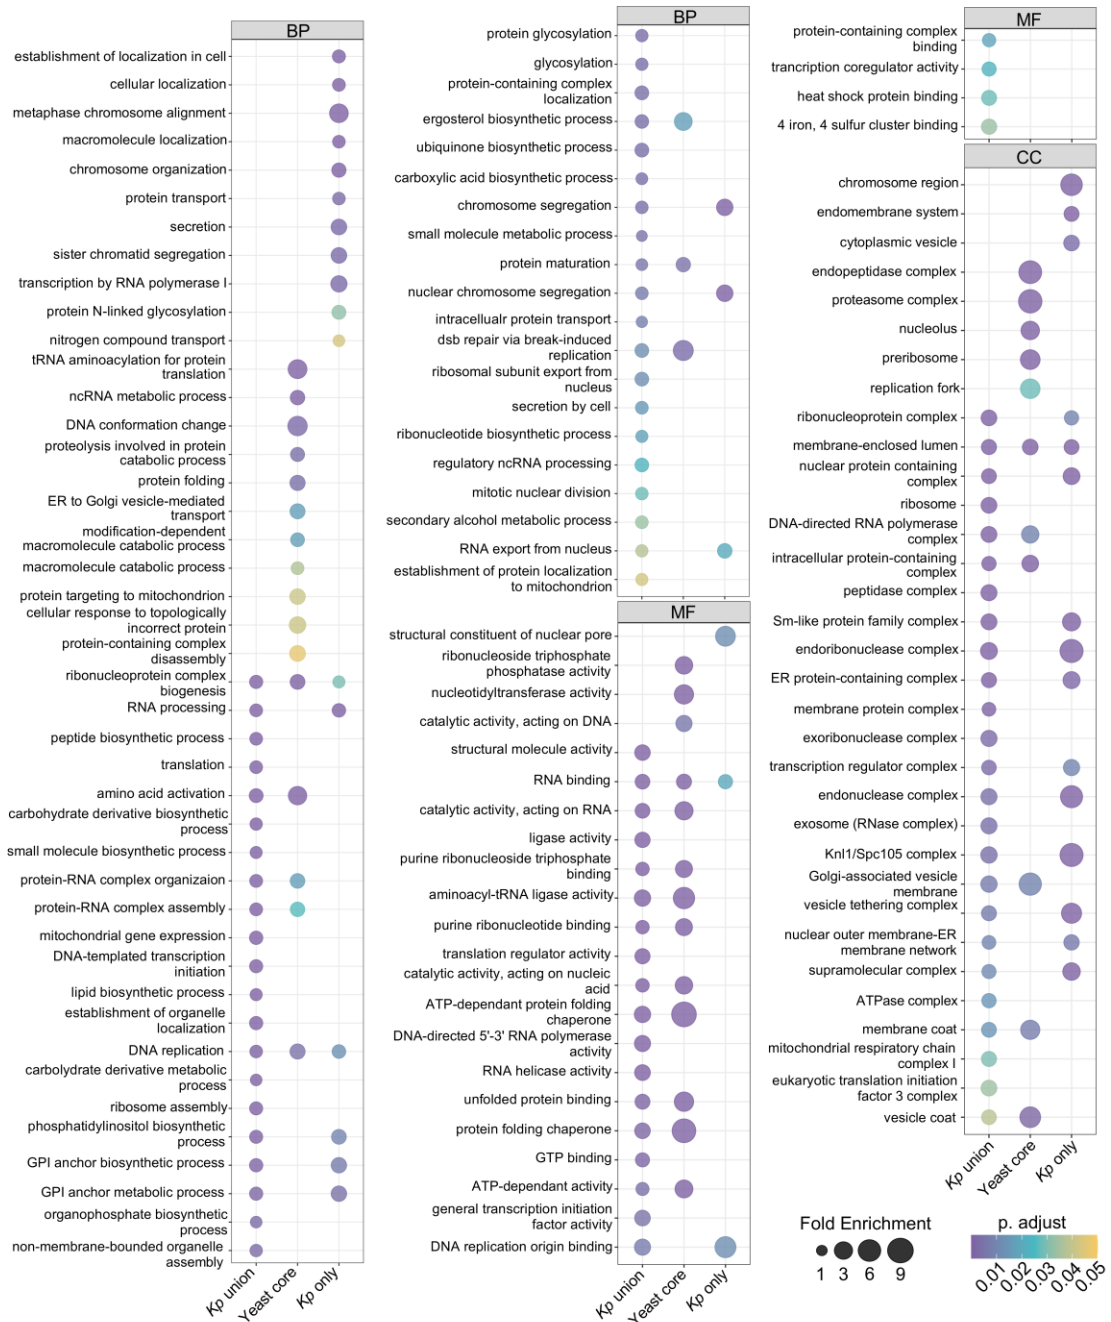 BP
establishment of localization in cell
cellular localization
metaphase chromosome alignment
macromolecule localization
chromosome organization
protein transport
secretion
sister chromatid segregation
transcription by RNA polymerase I
protein N-linked glycosylation
nitrogen compound transport
tRNA aminoacylation for protein
translation
ncRNA metabolic process
DNA conformation change
proteolysis involved in protein
catabolic process
protein folding
ER to Golgi vesicle-mediated
transport
modification-dependent
macromolecule catabolic process
macromolecule catabolic process
protein targeting to mitochondrion
cellular response to topologically
incorrect protein
protein-containing complex
disassembly
ribonucleoprotein complex
biogenesis
RNA processing
peptide biosynthetic process
translation
amino acid activation
carbohydrate derivative biosynthetic
process
small molecule biosynthetic process
protein-RNA complex organizaion
protein-RNA complex assembly
mitochondrial gene expression
DNA-templated transcription
initiation
lipid biosynthetic process
establishment of organelle
localization
DNA replication
carbolydrate derivative metabolic
process
ribosome assembly
phosphatidylinositol biosynthetic
process
GPI anchor biosynthetic process
GPI anchor metabolic process
organophosphate biosynthetic
process
non-membrane-bounded organelle
assembly
Kp union
Yeast core
Kp only
BP
protein glycosylation
glycosylation
protein-containing complex
localization
ergosterol biosynthetic process
ubiquinone biosynthetic process
carboxylic acid biosynthetic process
chromosome segregation
small molecule metabolic process
protein maturation
nuclear chromosome segregation
intracellualr protein transport
dsb repair via break-induced
replication
ribosomal subunit export from
nucleus
secretion by cell
ribonucleotide biosynthetic process
regulatory ncRNA processing
mitotic nuclear division
secondary alcohol metabolic process
RNA export from nucleus
establishment of protein localization
to mitochondrion
MF
structural constituent of nuclear pore
ribonucleoside triphosphate
phosphatase activity
nucleotidyltransferase activity
catalytic activity, acting on DNA
structural molecule activity
RNA binding
catalytic activity, acting on RNA
ligase activity
purine ribonucleoside triphosphate
binding
aminoacyl-tRNA ligase activity
purine ribonucleotide binding
translation regulator activity
catalytic activity, acting on nucleic
acid
ATP-dependant protein folding
chaperone
DNA-directed 5'-3' RNA polymerase
activity
RNA helicase activity
unfolded protein binding
protein folding chaperone
GTP binding
ATP-dependant activity
general transcription initiation
factor activity
DNA replication origin binding
Kp union
Yeast core
Kp only
MF
protein-containing complex
binding
trancription coregulator activity
heat shock protein binding
4 iron, 4 sulfur cluster binding
CC
chromosome region
endomembrane system
cytoplasmic vesicle
endopeptidase complex
proteasome complex
nucleolus
preribosome
replication fork
ribonucleoprotein complex
membrane-enclosed lumen
nuclear protein containing
complex
ribosome
DNA-directed RNA polymerase
complex
intracellular protein-containing
complex
peptidase complex
Sm-like protein family complex
endoribonuclease complex
ER protein-containing complex
membrane protein complex
exoribonuclease complex
transcription regulator complex
endonuclease complex
exosome (RNase complex)
Knl1/Spc105 complex
Golgi-associated vesicle
membrane
vesicle tethering complex
nuclear outer membrane-ER
membrane network
supramolecular complex
ATPase complex
membrane coat
mitochondrial respiratory chain
complex I
eukaryotic translation initiation
factor 3 complex
vesicle coat
Kp union
Yeast core
Kp only
Fold Enrichment
1 3 6 9
p. adjust
0.01 0.02 0.03 0.04 0.05